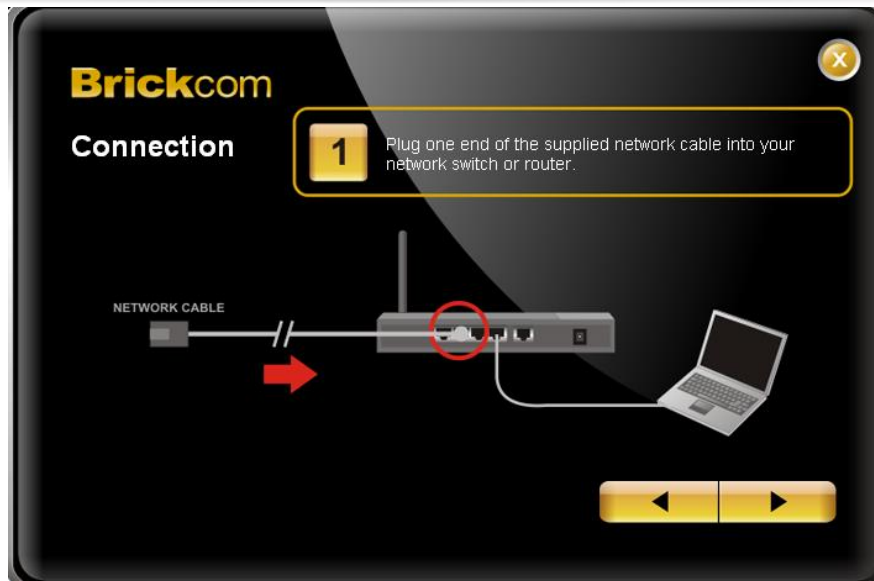 Brickcom
Connection
1
Plug one end of the supplied network cable into your
network switch or router.
NETWORK CABLE
X